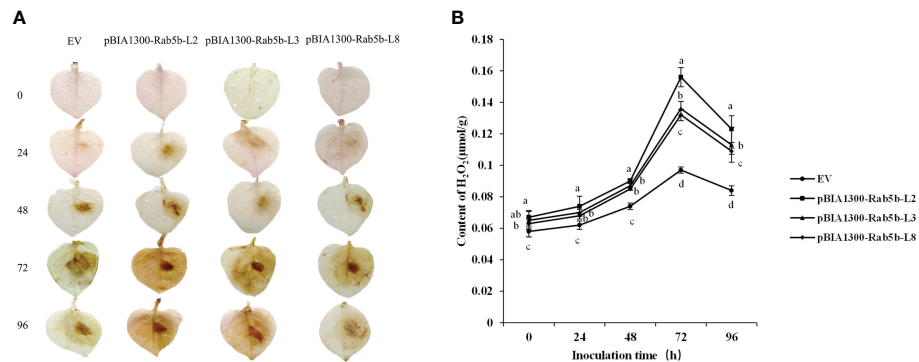 A
EV pBIA1300-Rab5b-L2 pBIA1300-Rab5b-L3 pBIA1300-Rab5b-L8
0
24
48
72
96
B
Content of H₂O₂(μmol/g)
0.18
0.16
0.14
0.12
0.1
0.08
0.06
0.04
0.02
0
a
ab
b
c
a
b
b
c
a
b
b
c
a
b
c
d
a
b
c
d
0 24 48 72 96
Inoculation time (h)
EV
pBIA1300-Rab5b-L2
pBIA1300-Rab5b-L3
pBIA1300-Rab5b-L8